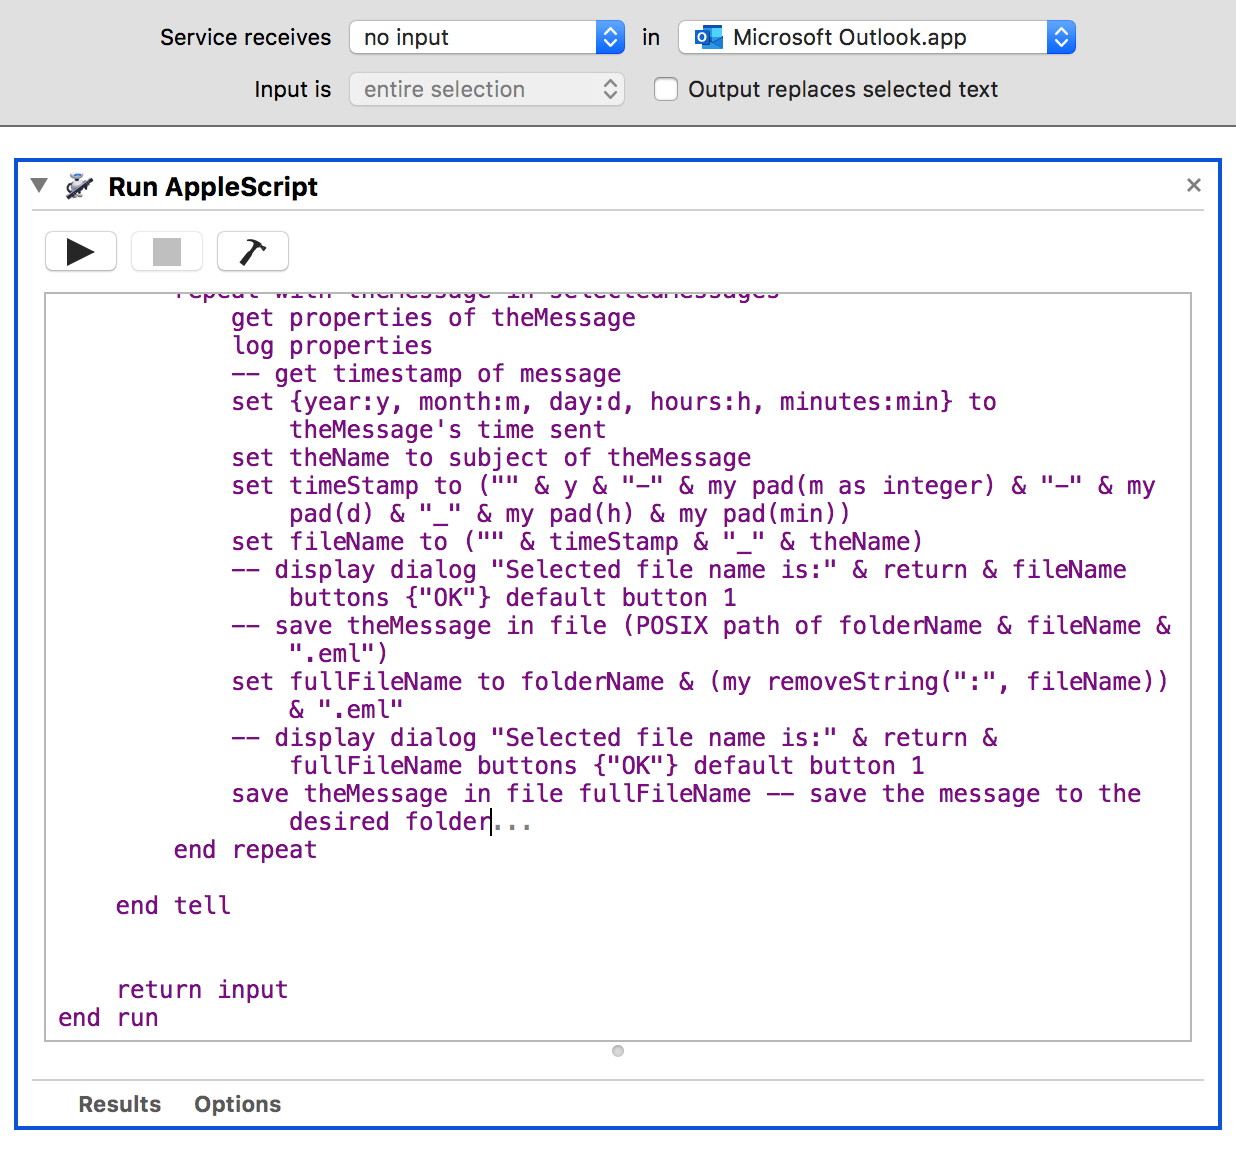 Service receives no input in Microsoft Outlook.app
Input is entire selection Output replaces selected text
Run AppleScript
repeat with theMessage in selectedMessages
get properties of theMessage
log properties
-- get timestamp of message
set {year:y, month:m, day:d, hours:h, minutes:min} to
theMessage's time sent
set theName to subject of theMessage
set timeStamp to ("" & y & "-" & my pad(m as integer) & "-" & my
pad(d) & "_" & my pad(h) & my pad(min))
set fileName to ("" & timeStamp & "_" & theName)
-- display dialog "Selected file name is:" & return & fileName
buttons {"OK"} default button 1
-- save theMessage in file (POSIX path of folderName & fileName &
".eml")
set fullFileName to folderName & (my removeString(":", fileName))
& ".eml"
-- display dialog "Selected file name is:" & return &
fullFileName buttons {"OK"} default button 1
save theMessage in file fullFileName -- save the message to the
desired folder...
end repeat
end tell
return input
end run
Results Options